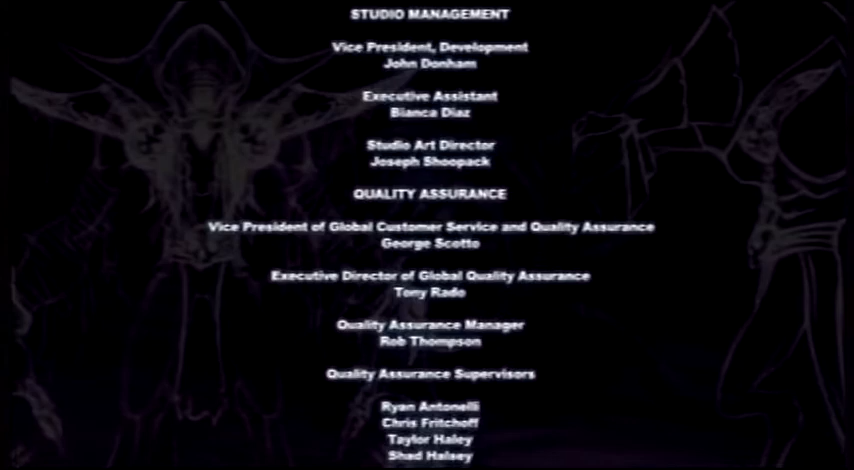 STUDIO MANAGEMENT
Vice President, Development
John Donham
Executive Assistant
Bianca Diaz
Studio Art Director
Joseph Shoopack
QUALITY ASSURANCE
Vice President of Global Customer Service and Quality Assurance
George Scotto
Executive Director of Global Quality Assurance
Tony Rado
Quality Assurance Manager
Rob Thompson
Quality Assurance Supervisors
Ryan Antonelli
Chris Fritchoff
Taylor Haley
Shad Halsey